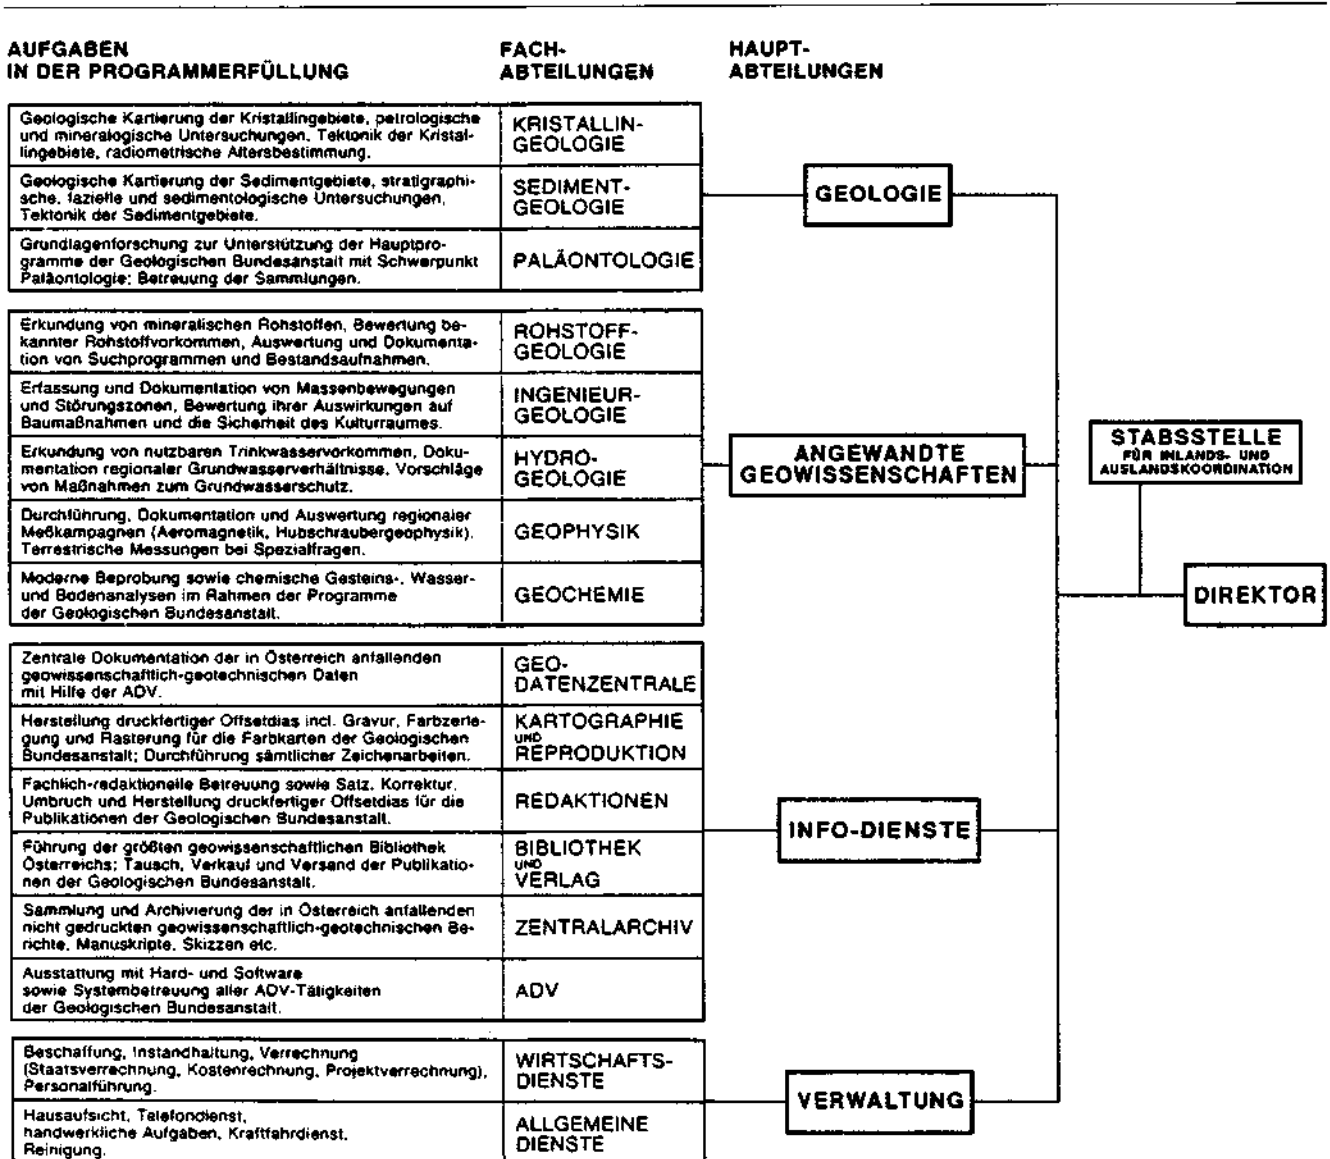 AUFGABEN
IN DER PROGRAMMERFÜLLUNG
FACH-
ABTEILUNGEN
HAUPT-
ABTEILUNGEN
Geologische Kartierung der Kristallingebiete, petrologische
und mineralogische Untersuchungen, Tektonik der Kristal-
lingebiete, radiometrische Altersbestimmung.
KRISTALLIN-
GEOLOGIE
Geologische Kartierung der Sedimentgebiete, stratigraphi-
sche, fazielle und sedimentologische Untersuchungen,
Tektonik der Sedimentgebiete.
SEDIMENT-
GEOLOGIE
Grundlagenforschung zur Unterstützung der Hauptpro-
gramme der Geologischen Bundesanstalt mit Schwerpunkt
Paläontologie; Betreuung der Sammlungen.
PALÄONTOLOGIE
GEOLOGIE
Erkundung von mineralischen Rohstoffen, Bewertung be-
kannter Rohstoffvorkommen, Auswertung und Dokumenta-
tion von Suchprogrammen und Bestandsaufnahmen.
ROHSTOFF-
GEOLOGIE
Erfassung und Dokumentation von Massenbewegungen
und Störungszonen, Bewertung ihrer Auswirkungen auf
Baumaßnahmen und die Sicherheit des Kulturraumes.
INGENIEUR-
GEOLOGIE
Erkundung von nutzbaren Trinkwasservorkommen, Doku-
mentation regionaler Grundwasserverhältnisse, Vorschläge
von Maßnahmen zum Grundwasserschutz.
HYDRO-
GEOLOGIE
Durchführung, Dokumentation und Auswertung regionaler
Meßkampagnen (Aeromagnetik, Hubschraubergeophysik).
Terrestrische Messungen bei Spezialfragen.
GEOPHYSIK
Moderne Beprobung sowie chemische Gesteins-, Wasser-
und Bodenanalysen im Rahmen der Programme
der Geologischen Bundesanstalt.
GEOCHEMIE
ANGEWANDTE
GEOWISSENSCHAFTEN
STABSSTELLE
FÜR INLANDS- UND
AUSLANDSKOORDINATION
DIREKTOR
Zentrale Dokumentation der in Österreich anfallenden
geowissenschaftlich-geotechnischen Daten
mit Hilfe der ADV.
GEO-
DATENZENTRALE
Herstellung druckfertiger Offsetdias incl. Gravur, Farbzerle-
gung und Rasterung für die Farbkarten der Geologischen
Bundesanstalt; Durchführung sämtlicher Zeichenarbeiten.
KARTOGRAPHIE
UND
REPRODUKTION
Fachlich-redaktionelle Betreuung sowie Satz, Korrektur,
Umbruch und Herstellung druckfertiger Offsetdias für die
Publikationen der Geologischen Bundesanstalt.
REDAKTIONEN
Führung der größten geowissenschaftlichen Bibliothek
Österreichs; Tausch, Verkauf und Versand der Publikatio-
nen der Geologischen Bundesanstalt.
BIBLIOTHEK
UND
VERLAG
Sammlung und Archivierung der in Österreich anfallenden
nicht gedruckten geowissenschaftlich-geotechnischen Be-
richte, Manuskripte, Skizzen etc.
ZENTRALARCHIV
Ausstattung mit Hard- und Software
sowie Systembetreuung aller ADV-Tätigkeiten
der Geologischen Bundesanstalt.
ADV
INFO-DIENSTE
Beschaffung, Instandhaltung, Verrechnung
(Staatsverrechnung, Kostenrechnung, Projektverrechnung),
Personalführung.
WIRTSCHAFTS-
DIENSTE
Hausaufsicht, Telefondienst,
handwerkliche Aufgaben, Kraftfahrdienst,
Reinigung.
ALLGEMEINE
DIENSTE
VERWALTUNG